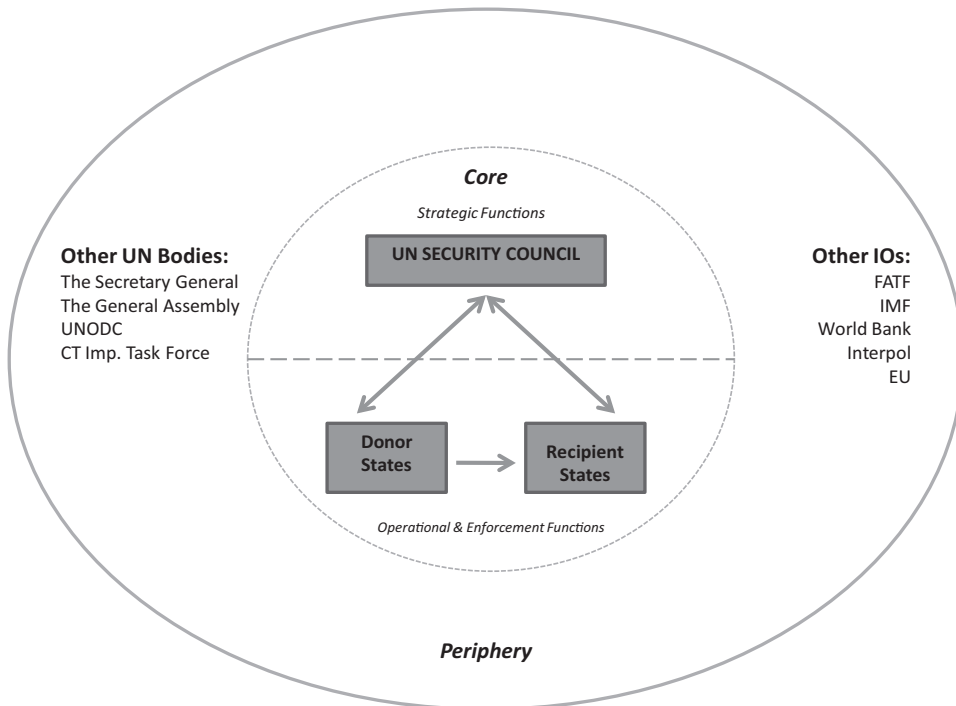 Core
Strategic Functions
UN SECURITY COUNCIL
Other UN Bodies:
The Secretary General
The General Assembly
UNODC
CT Imp. Task Force
Other IOs:
FATF
IMF
World Bank
Interpol
EU
Donor
States
Recipient
States
Operational & Enforcement Functions
Periphery